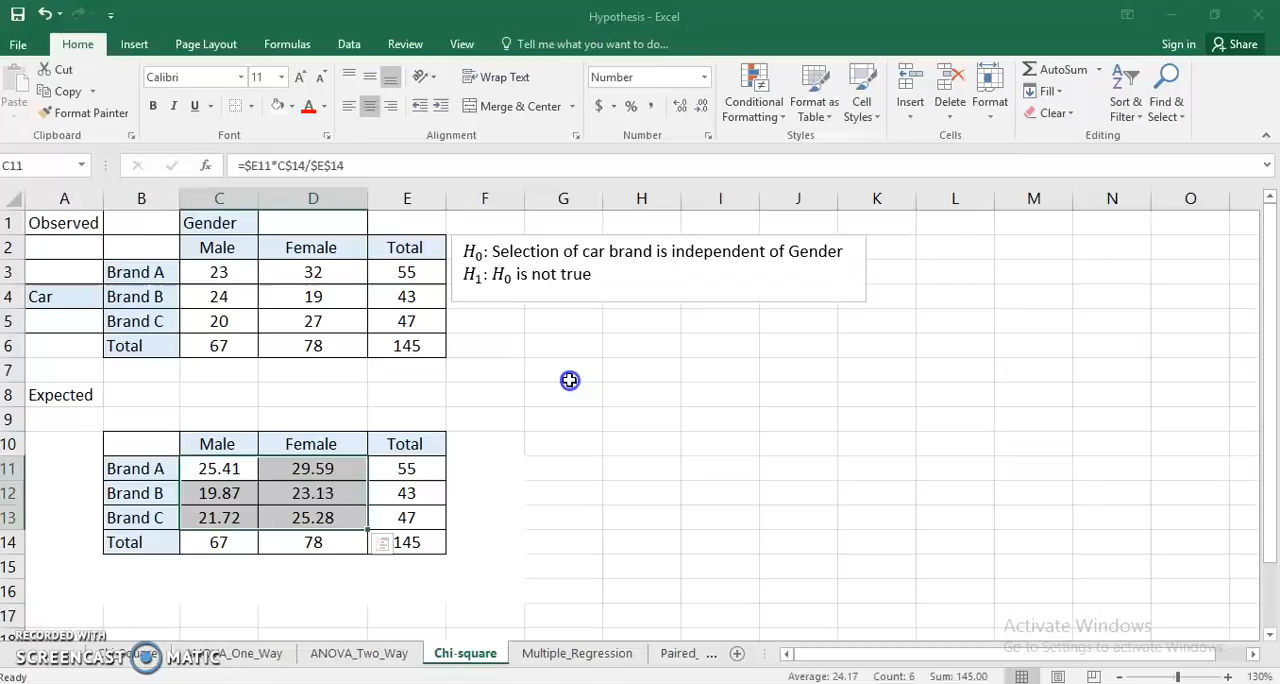 Hypothesis - Excel
File Home Insert Page Layout Formulas Data Review View Tell me what you want to do... Sign in Share
Paste Cut Copy Format Painter
Calibri 11 A A B I U A
Wrap Text Merge & Center
Number $ % ,
Conditional Formatting Format as Table Cell Styles
Insert Delete Format
AutoSum Fill Clear Sort & Filter Find & Select
Clipboard Font Alignment Number Styles Cells Editing
C11 fx =$E11*C$14/$E$14
A B C D E F G H I J K L M N O
1 Observed Gender
2 Male Female Total
3 Brand A 23 32 55
4 Car Brand B 24 19 43
5 Brand C 20 27 47
6 Total 67 78 145
H0: Selection of car brand is independent of Gender
H1: H0 is not true
7
8 Expected
9
10 Male Female Total
11 Brand A 25.41 29.59 55
12 Brand B 19.87 23.13 43
13 Brand C 21.72 25.28 47
14 Total 67 78 145
15
16
17
Activate Windows
Go to Settings to activate Windows.
RECORDED WITH
SCREENCAST MATIC
ANOVA_Two_Way Chi-square Multiple_Regression Paired_ ...
Ready Average: 24.17 Count: 6 Sum: 145.00 130%